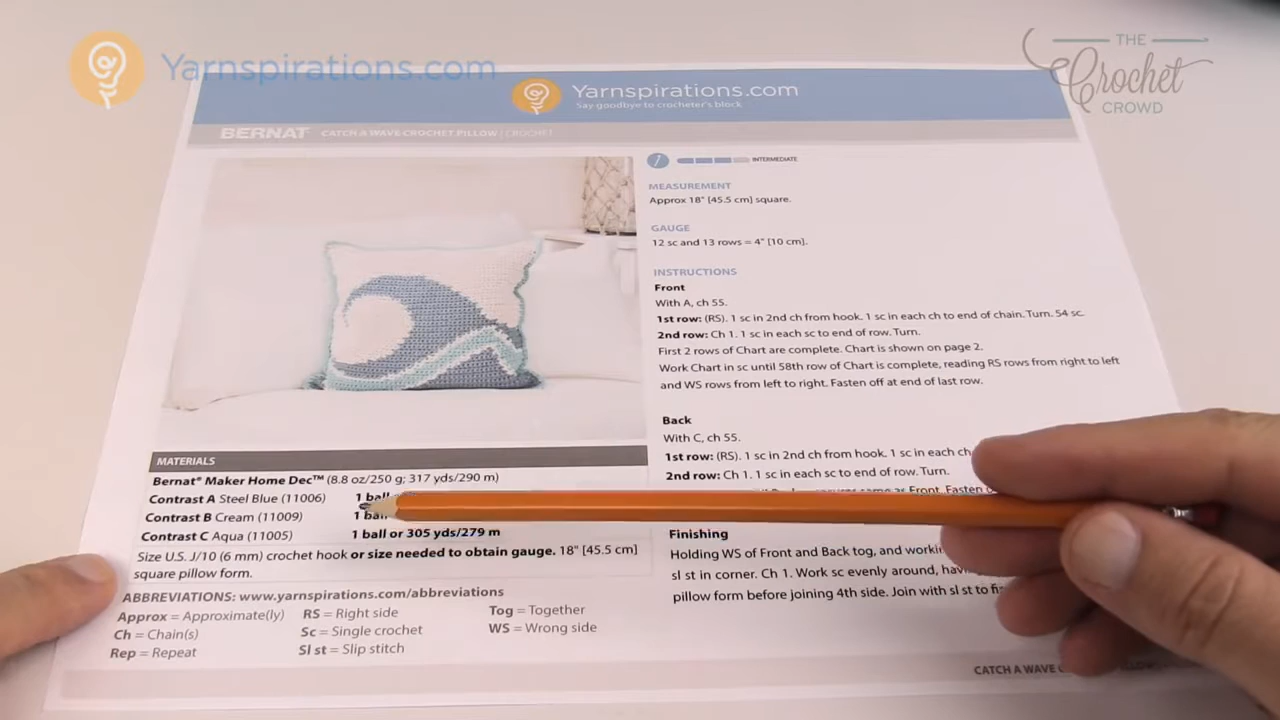 Yarnspirations.com
THE
Crochet
CROWD
Yarnspirations.com
Say goodbye to crocheter's block
BERNAT CATCH A WAVE CROCHET PILLOW | CROCHET
INTERMEDIATE
MEASUREMENT
Approx 18" [45.5 cm] square.
GAUGE
12 sc and 13 rows = 4" [10 cm].
INSTRUCTIONS
Front
With A, ch 55.
1st row: (RS). 1 sc in 2nd ch from hook. 1 sc in each ch to end of chain. Turn. 54 sc.
2nd row: Ch 1. 1 sc in each sc to end of row. Turn.
First 2 rows of Chart are complete. Chart is shown on page 2.
Work Chart in sc until 58th row of Chart is complete, reading RS rows from right to left
and WS rows from left to right. Fasten off at end of last row.
Back
With C, ch 55.
1st row: (RS). 1 sc in 2nd ch from hook. 1 sc in each ch
2nd row: Ch 1. 1 sc in each sc to end of row. Turn.
same as Front. Fasten
Finishing
Holding WS of Front and Back tog, and
sl st in corner. Ch 1. Work sc evenly around,
pillow form before joining 4th side. Join with sl st to
MATERIALS
Bernat® Maker Home Dec™ (8.8 oz/250 g; 317 yds/290 m)
Contrast A Steel Blue (11006) 1 ball
Contrast B Cream (11009) 1 ball
Contrast C Aqua (11005) 1 ball or 305 yds/279 m
Size U.S. J/10 (6 mm) crochet hook or size needed to obtain gauge. 18" [45.5 cm]
square pillow form.
ABBREVIATIONS: www.yarnspirations.com/abbreviations
Approx = Approximate(ly)
Ch = Chain(s)
Rep = Repeat
RS = Right side
Sc = Single crochet
Sl st = Slip stitch
Tog = Together
WS = Wrong side
CATCH A WAVE